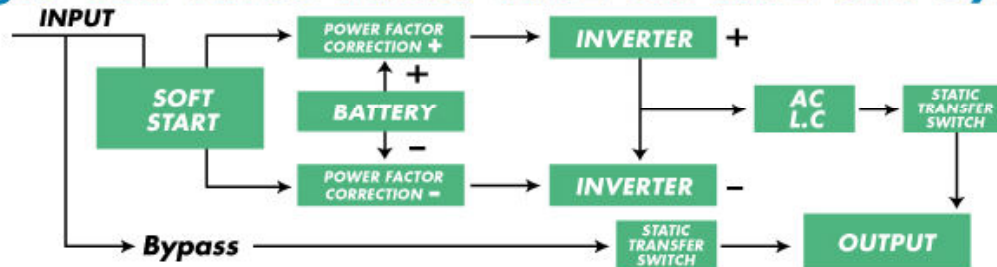 INPUT
POWER FACTOR
CORRECTION +
INVERTER +
SOFT
START
+
BATTERY
-
AC
L.C
STATIC
TRANSFER
SWITCH
POWER FACTOR
CORRECTION -
INVERTER -
Bypass
STATIC
TRANSFER
SWITCH
OUTPUT